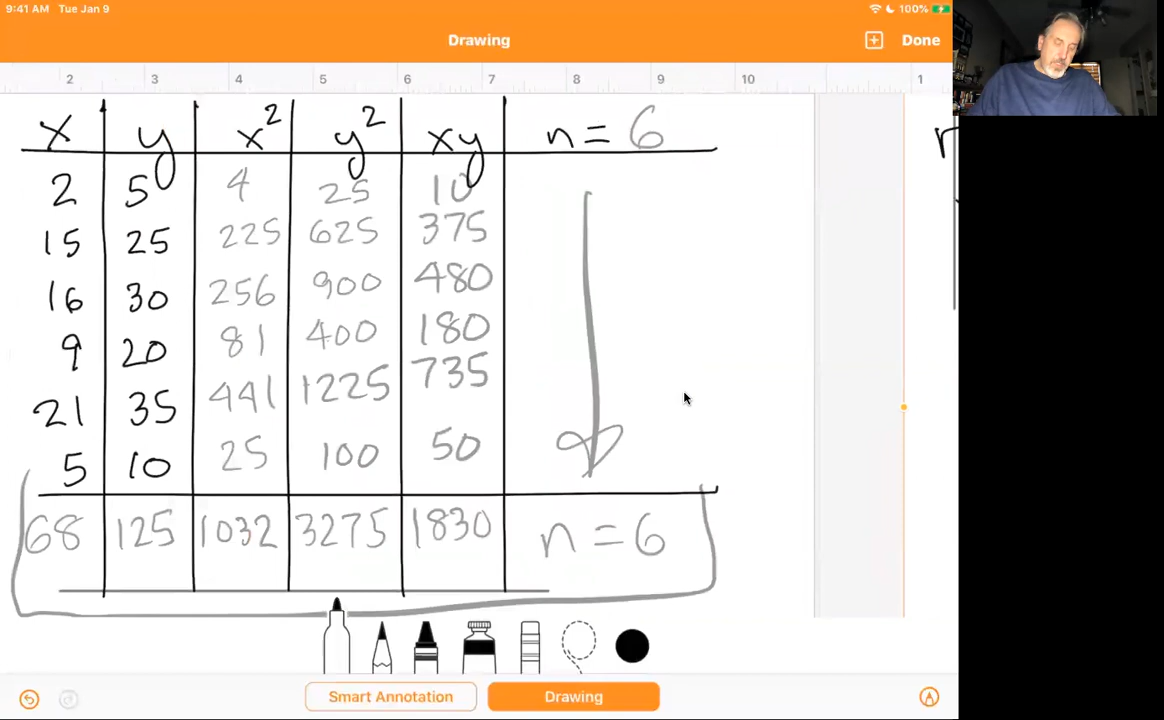 9:41 AM Tue Jan 9 100%
Drawing Done
2 3 4 5 6 7 8 9 10 1
x y x² y² xy n = 6 r
2 5 4 25 10
15 25 225 625 375
16 30 256 900 480
9 20 81 400 180
21 35 441 1225 735
5 10 25 100 50
68 125 1032 3275 1830 n = 6
Smart Annotation Drawing